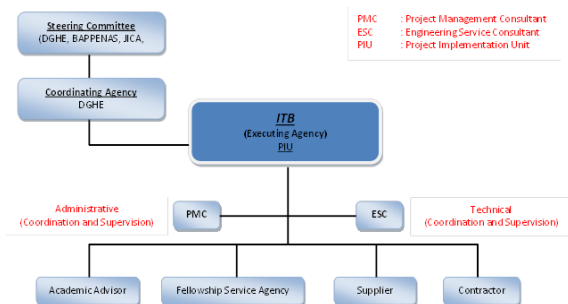 Steering Committee
(DGHE, BAPPENAS, JICA,
PMC : Project Management Consultant
ESC : Engineering Service Consultant
PIU : Project Implementation Unit
Coordinating Agency
DGHE
ITB
(Executing Agency)
PIU
Administrative
(Coordination and Supervision)
PMC
ESC
Technical
(Coordination and Supervision)
Academic Advisor
Fellowship Service Agency
Supplier
Contractor